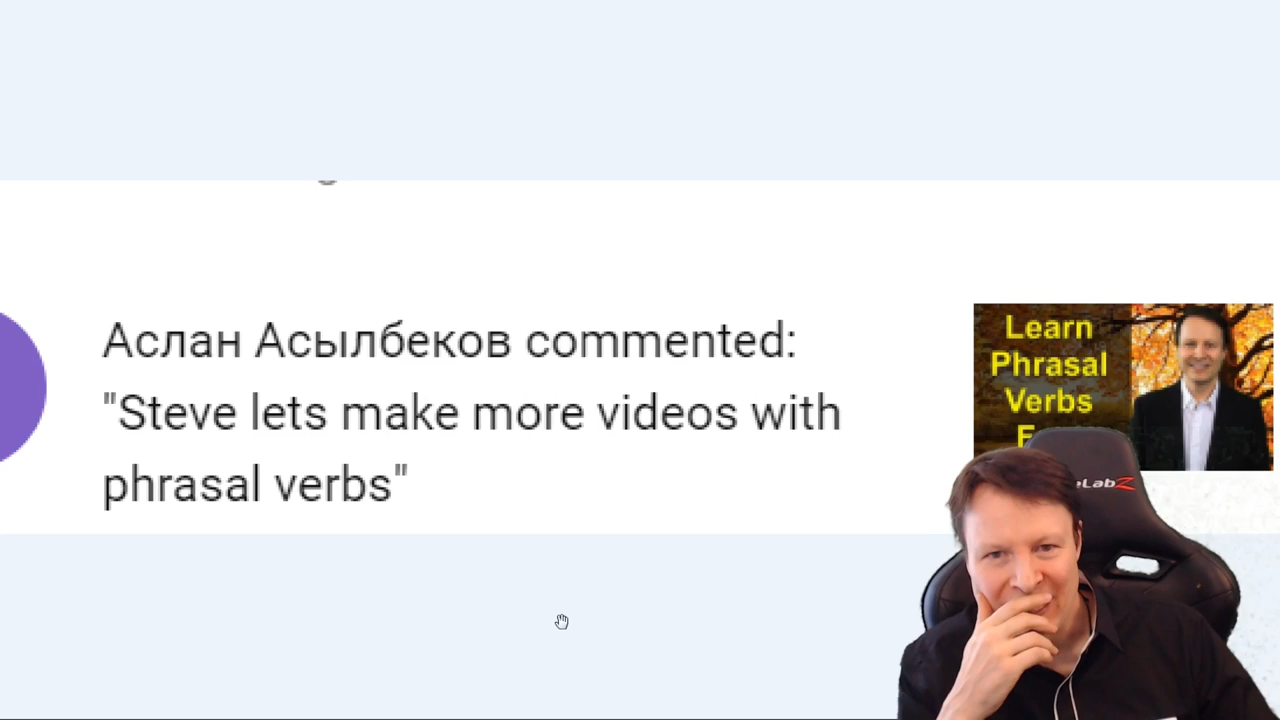 Аслан Асылбеков commented:
"Steve lets make more videos with
phrasal verbs"
Learn
Phrasal
Verbs